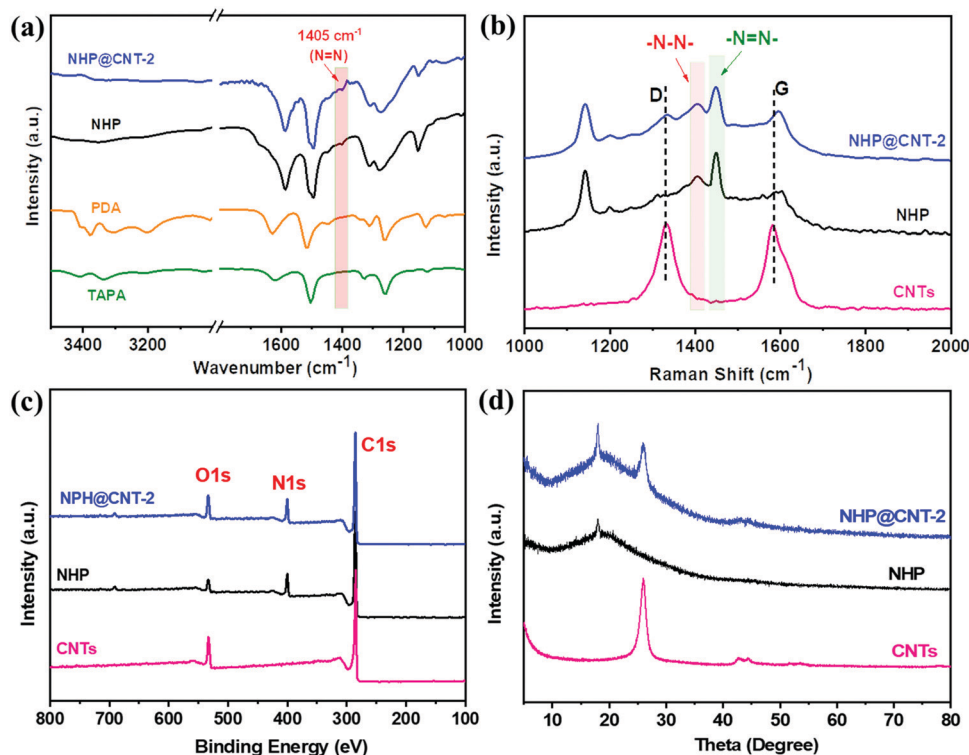 (a)
1405 cm⁻¹
(N=N)
NHP@CNT-2
NHP
PDA
TAPA
Intensity (a.u.)
3500 3200 1600 1400 1200 1000
Wavenumber (cm⁻¹)
(b)
-N-N-
-N=N-
D
G
NHP@CNT-2
NHP
CNTs
Intensity (a.u.)
1000 1200 1400 1600 1800 2000
Raman Shift (cm⁻¹)
(c)
C1s
O1s
N1s
NPH@CNT-2
NHP
CNTs
Intensity (a.u.)
800 700 600 500 400 300 200 100
Binding Energy (eV)
(d)
NHP@CNT-2
NHP
CNTs
Intensity (a.u.)
10 20 30 40 50 60 70 80
Theta (Degree)